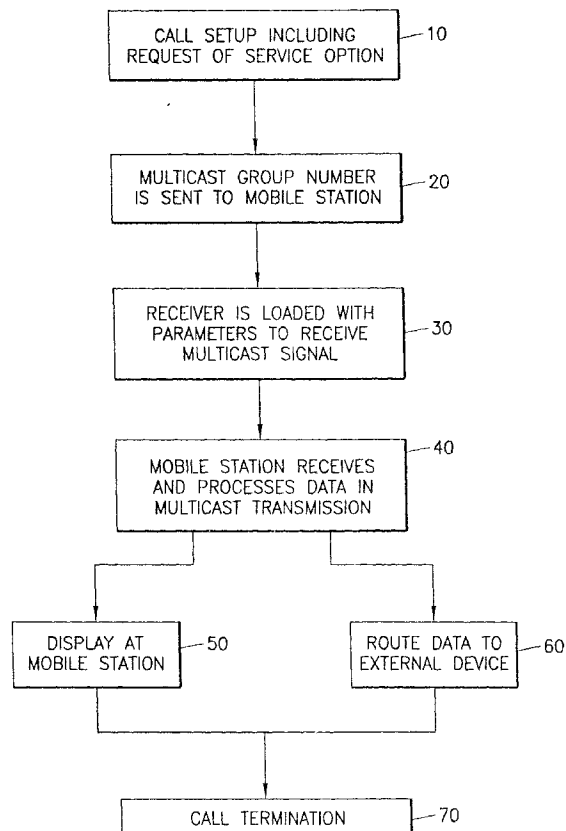 CALL SETUP INCLUDING
REQUEST OF SERVICE OPTION
10
MULTICAST GROUP NUMBER
IS SENT TO MOBILE STATION
20
RECEIVER IS LOADED WITH
PARAMETERS TO RECEIVE
MULTICAST SIGNAL
30
40
MOBILE STATION RECEIVES
AND PROCESSES DATA IN
MULTICAST TRANSMISSION
DISPLAY AT
MOBILE STATION
50
ROUTE DATA TO
EXTERNAL DEVICE
60
CALL TERMINATION
70